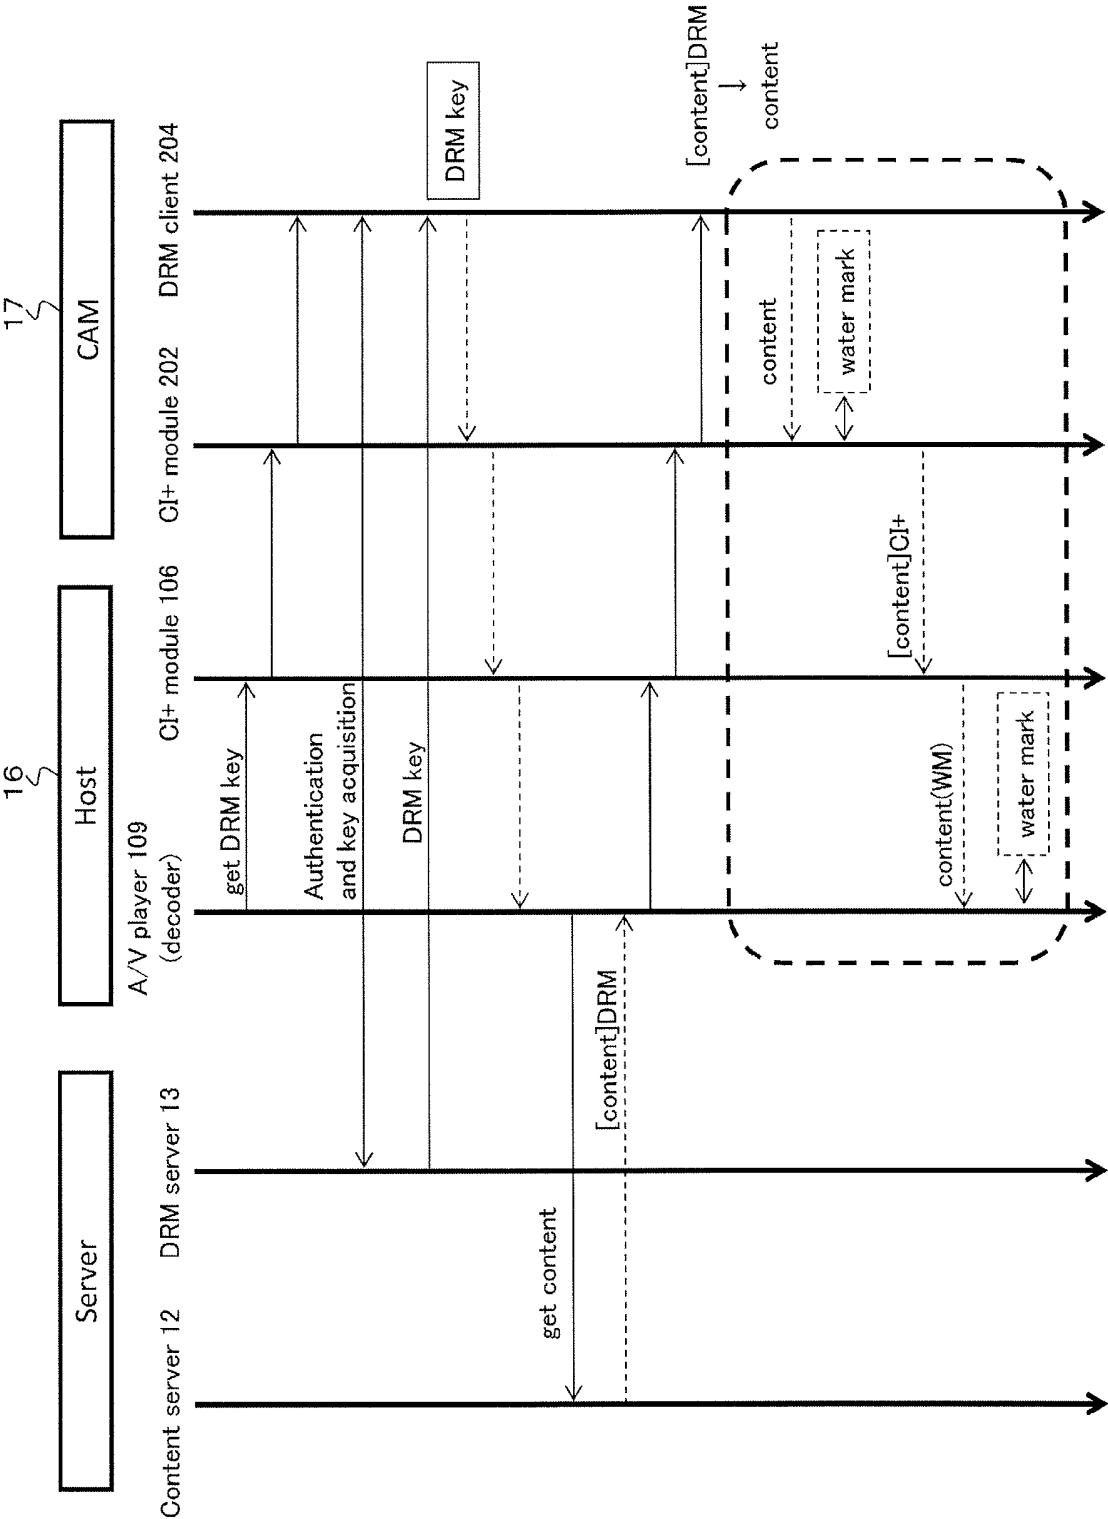 Server
Host
16
CAM
17
Content server 12
DRM server 13
A/V player 109
(decoder)
CI+ module 106
CI+ module 202
DRM client 204
get DRM key
Authentication
and key acquisition
DRM key
DRM key
get content
[content]DRM
[content]DRM
↓
content
content
water mark
[content]CI+
content(WM)
water mark